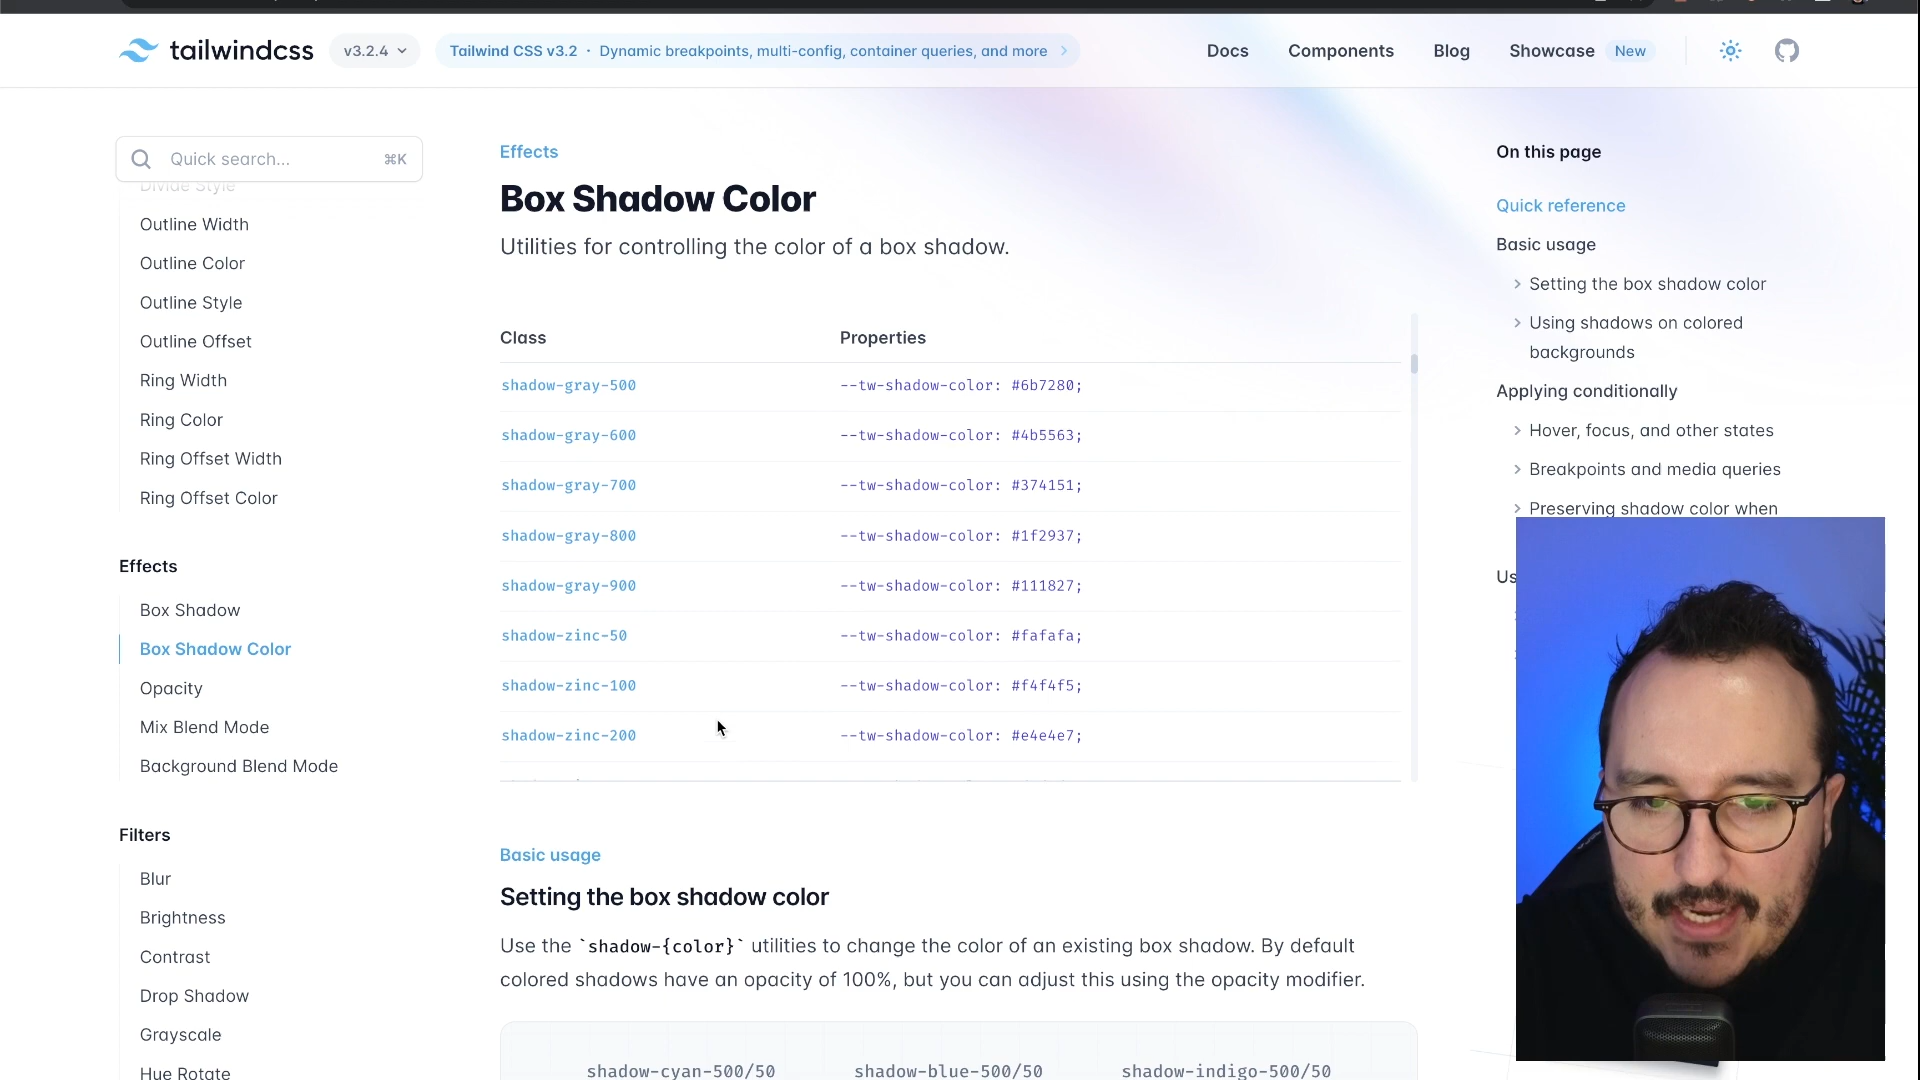 tailwindcss
v3.2.4
Tailwind CSS v3.2 · Dynamic breakpoints, multi-config, container queries, and more
Docs
Components
Blog
Showcase
New
Quick search...
⌘K
Divide Style
Outline Width
Outline Color
Outline Style
Outline Offset
Ring Width
Ring Color
Ring Offset Width
Ring Offset Color
Effects
Box Shadow
Box Shadow Color
Opacity
Mix Blend Mode
Background Blend Mode
Filters
Blur
Brightness
Contrast
Drop Shadow
Grayscale
Hue Rotate
Effects
Box Shadow Color
Utilities for controlling the color of a box shadow.
Class Properties
shadow-gray-500 --tw-shadow-color: #6b7280;
shadow-gray-600 --tw-shadow-color: #4b5563;
shadow-gray-700 --tw-shadow-color: #374151;
shadow-gray-800 --tw-shadow-color: #1f2937;
shadow-gray-900 --tw-shadow-color: #111827;
shadow-zinc-50 --tw-shadow-color: #fafafa;
shadow-zinc-100 --tw-shadow-color: #f4f4f5;
shadow-zinc-200 --tw-shadow-color: #e4e4e7;
Basic usage
Setting the box shadow color
Use the `shadow-{color}` utilities to change the color of an existing box shadow. By default
colored shadows have an opacity of 100%, but you can adjust this using the opacity modifier.
shadow-cyan-500/50 shadow-blue-500/50 shadow-indigo-500/50
On this page
Quick reference
Basic usage
Setting the box shadow color
Using shadows on colored
backgrounds
Applying conditionally
Hover, focus, and other states
Breakpoints and media queries
Preserving shadow color when